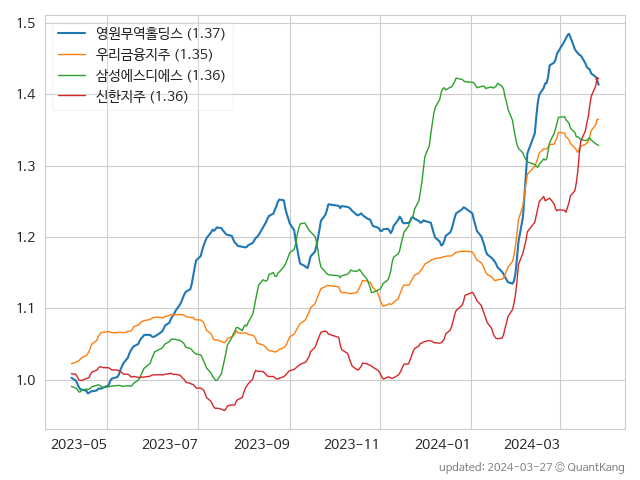 1.5
1.4
1.3
1.2
1.1
1.0
영원무역홀딩스 (1.37)
우리금융지주 (1.35)
삼성에스디에스 (1.36)
신한지주 (1.36)
2023-05 2023-07 2023-09 2023-11 2024-01 2024-03
updated: 2024-03-27 © QuantKang